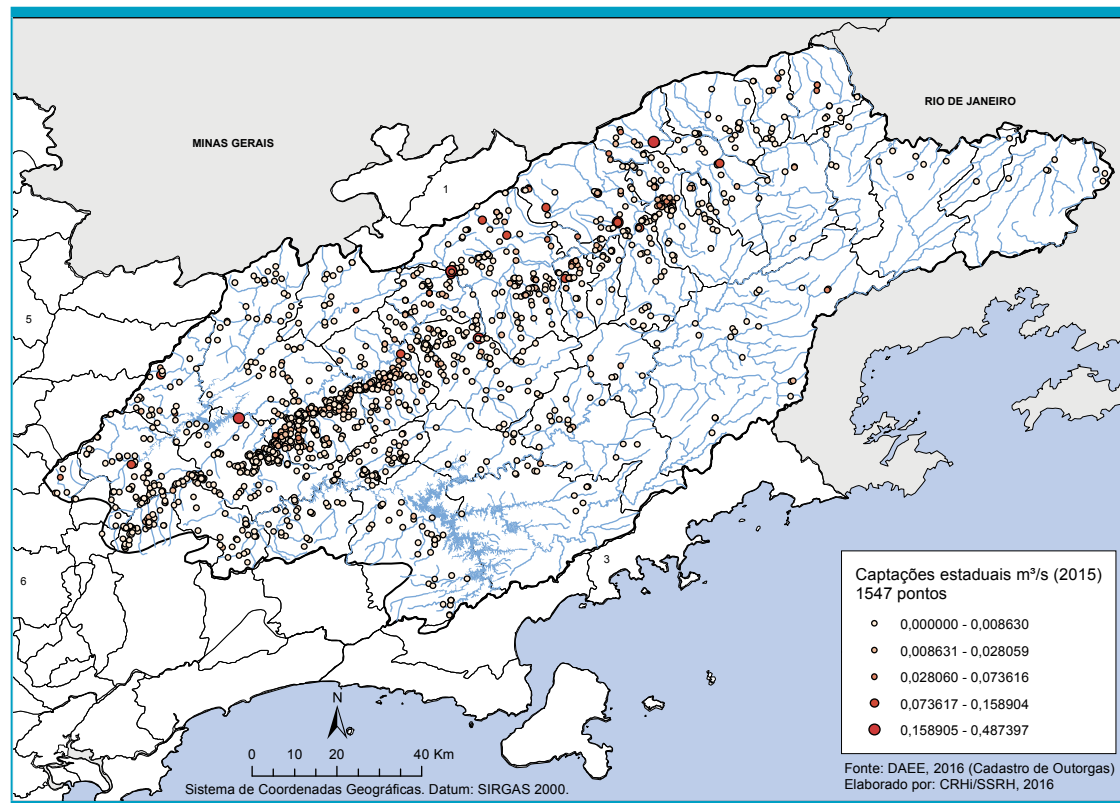 MINAS GERAIS
RIO DE JANEIRO
1
5
6
3
N
0 10 20 40 Km
Sistema de Coordenadas Geográficas. Datum: SIRGAS 2000.
Captações estaduais m³/s (2015)
1547 pontos
0,000000 - 0,008630
0,008631 - 0,028059
0,028060 - 0,073616
0,073617 - 0,158904
0,158905 - 0,487397
Fonte: DAEE, 2016 (Cadastro de Outorgas)
Elaborado por: CRHi/SSRH, 2016